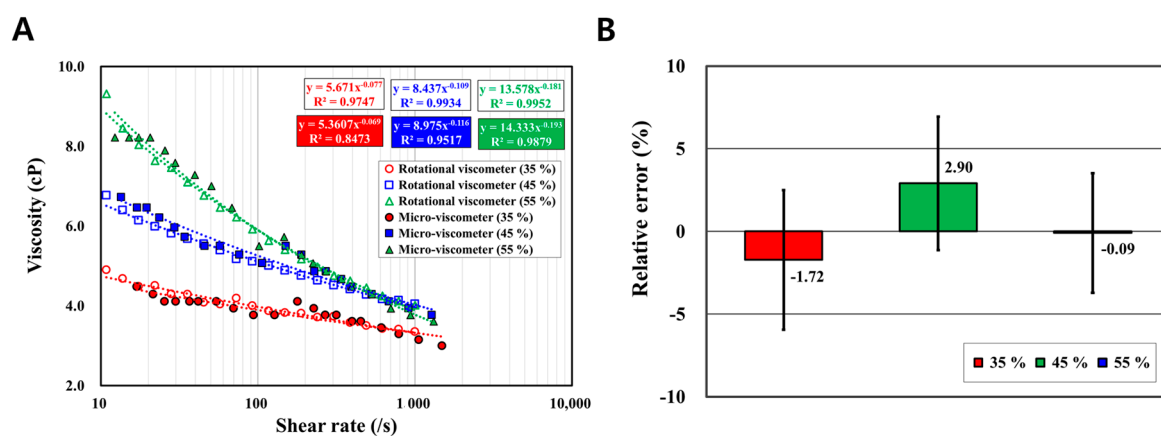 A
B
10.0
8.0
6.0
4.0
2.0
Viscosity (cP)
y = 5.671x^-0.077
R² = 0.9747
y = 8.437x^-0.109
R² = 0.9934
y = 13.578x^-0.181
R² = 0.9952
y = 5.3607x^-0.069
R² = 0.8473
y = 8.975x^-0.116
R² = 0.9517
y = 14.333x^-0.193
R² = 0.9879
Rotational viscometer (35 %)
Rotational viscometer (45 %)
Rotational viscometer (55 %)
Micro-viscometer (35 %)
Micro-viscometer (45 %)
Micro-viscometer (55 %)
10
100
1 000
10,000
Shear rate (/s)
10
5
0
-5
-10
Relative error (%)
-1.72
2.90
-0.09
35 %
45 %
55 %